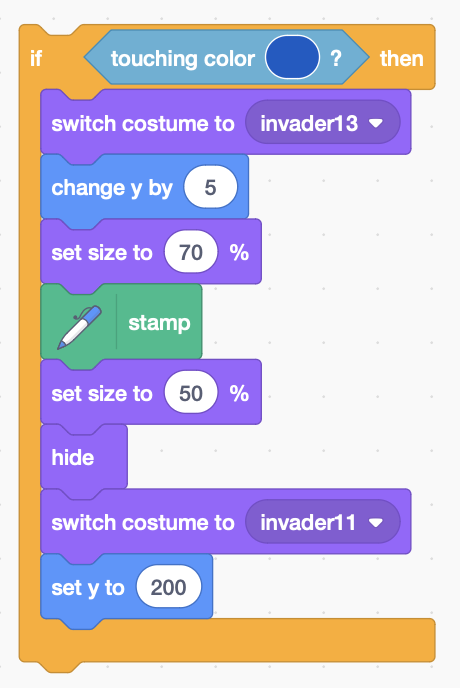 if touching color ? then
switch costume to invader13
change y by 5
set size to 70 %
stamp
set size to 50 %
hide
switch costume to invader11
set y to 200